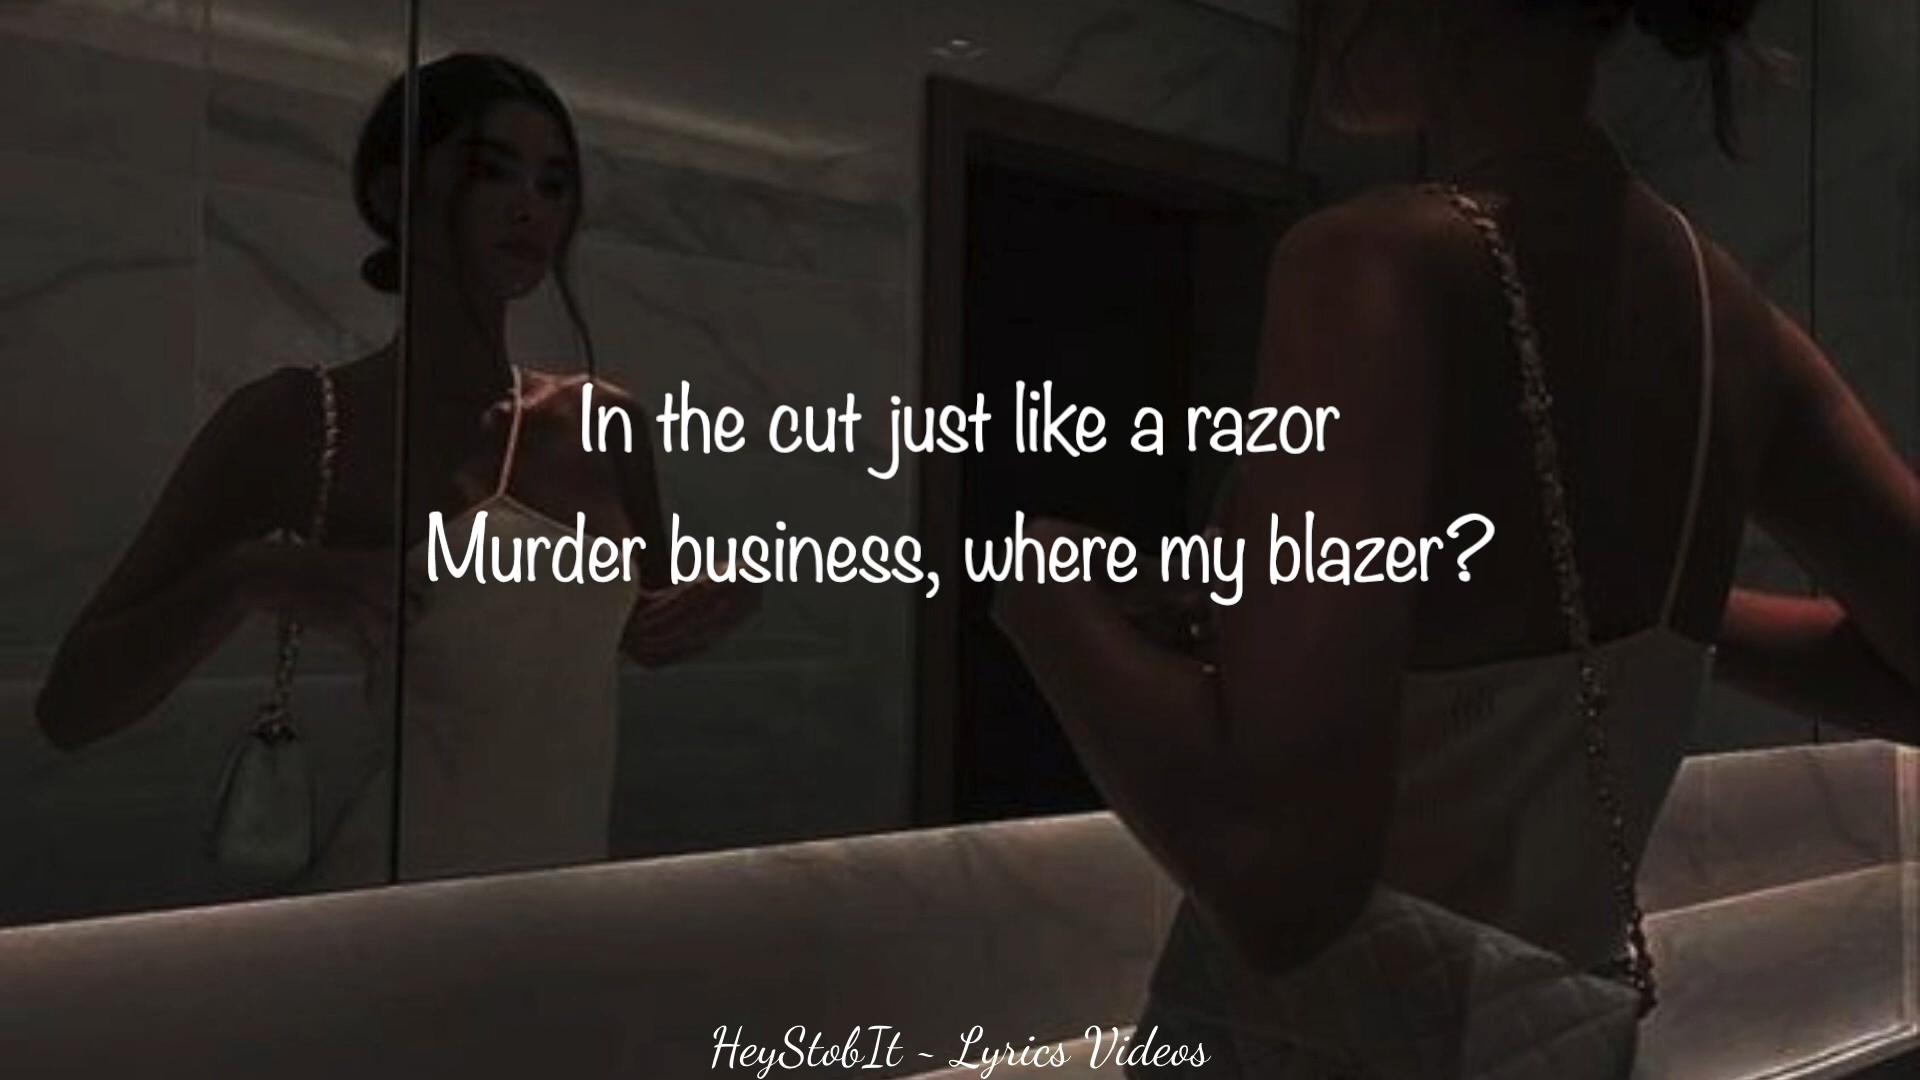 In the cut just like a razor
Murder business, where my blazer?
HeyStobIt ~ Lyrics Videos